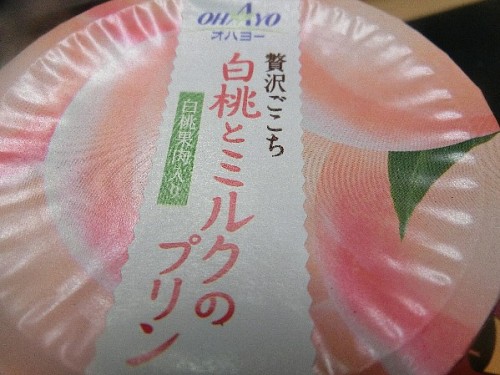 OHAYO
オハヨー
贅沢ごこち
白桃とミルクの
プリン
白桃果肉入り